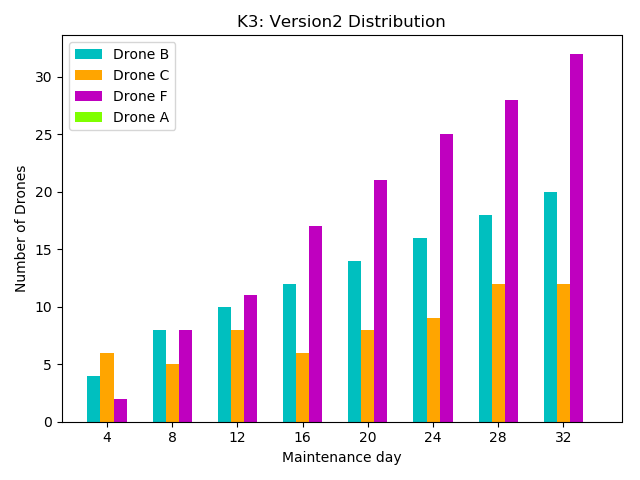 K3: Version2 Distribution
Drone B
Drone C
Drone F
Drone A
Number of Drones
30
25
20
15
10
5
0
4 8 12 16 20 24 28 32
Maintenance day